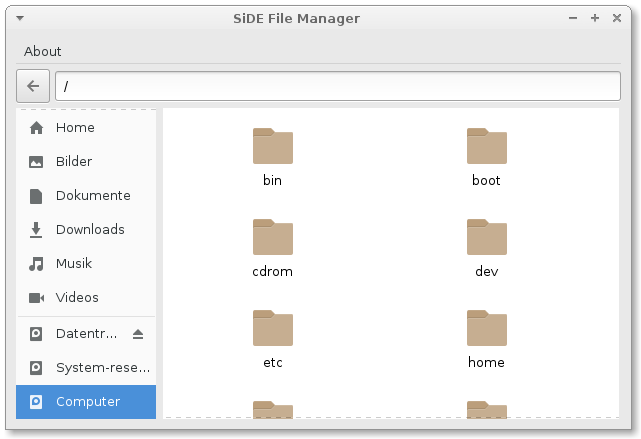 SiDE File Manager
About
/
Home
Bilder
Dokumente
Downloads
Musik
Videos
Datentr...
System-rese...
Computer
bin boot
cdrom dev
etc home